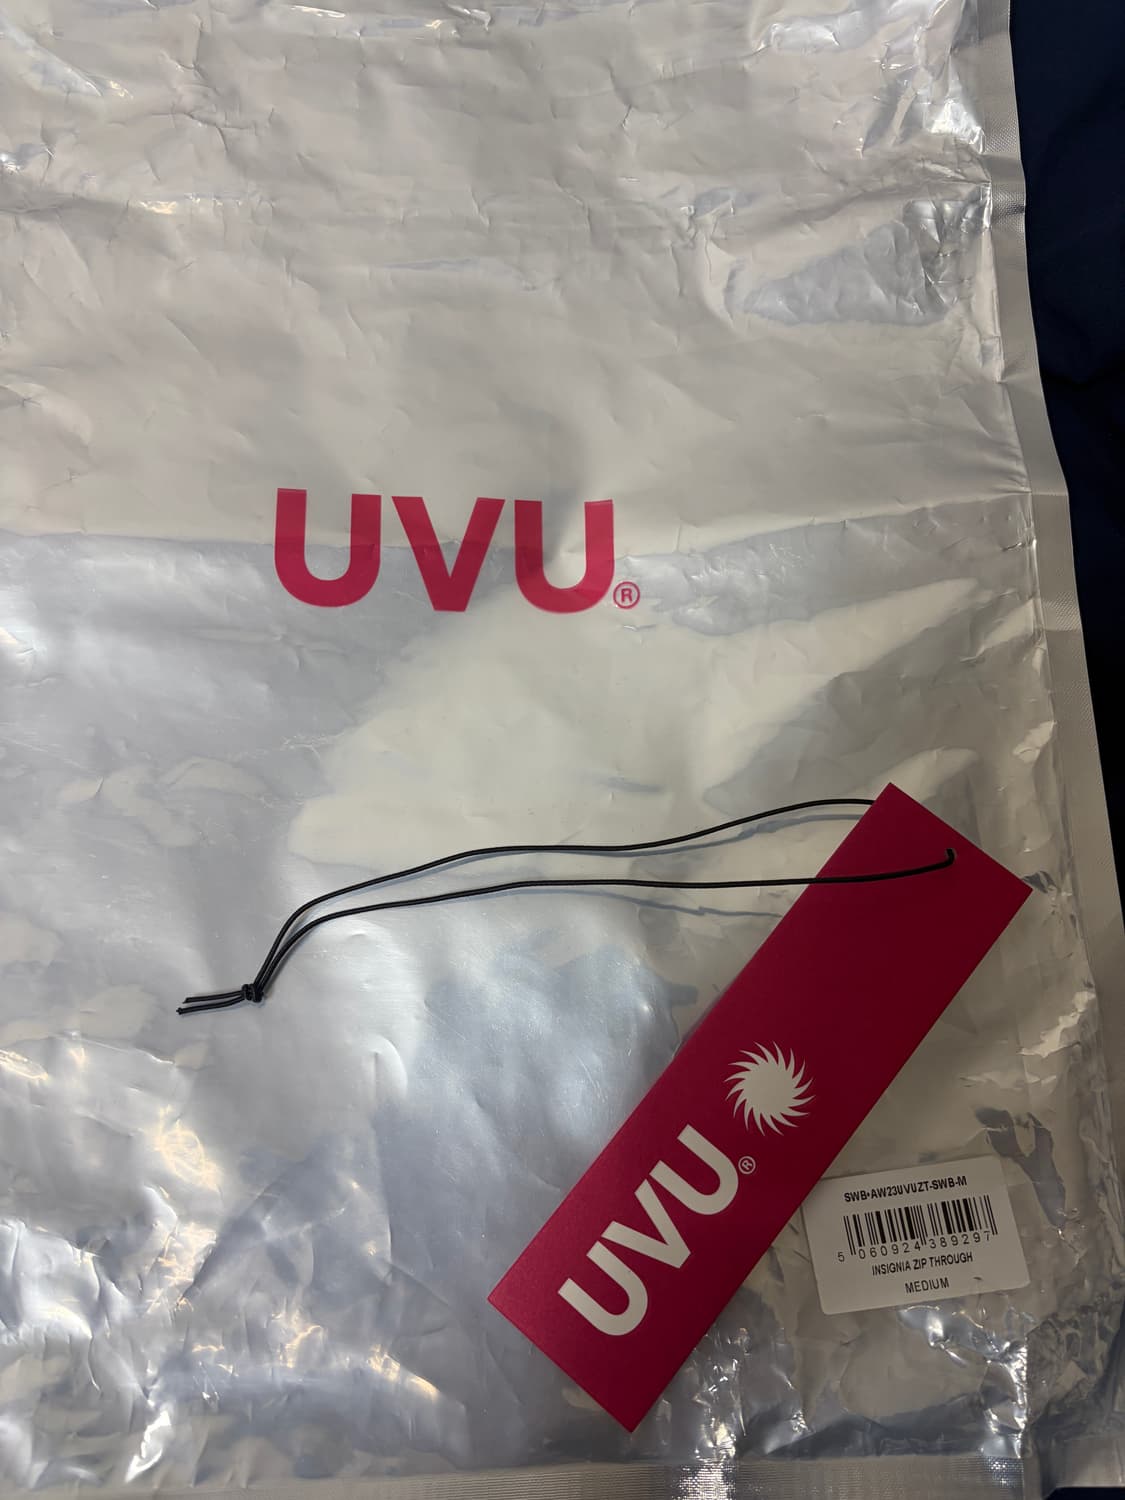 UVU®
UVU®
SWB•AW23UVUZT-SWB-M
5 060924 389297
INSIGNIA ZIP THROUGH
MEDIUM